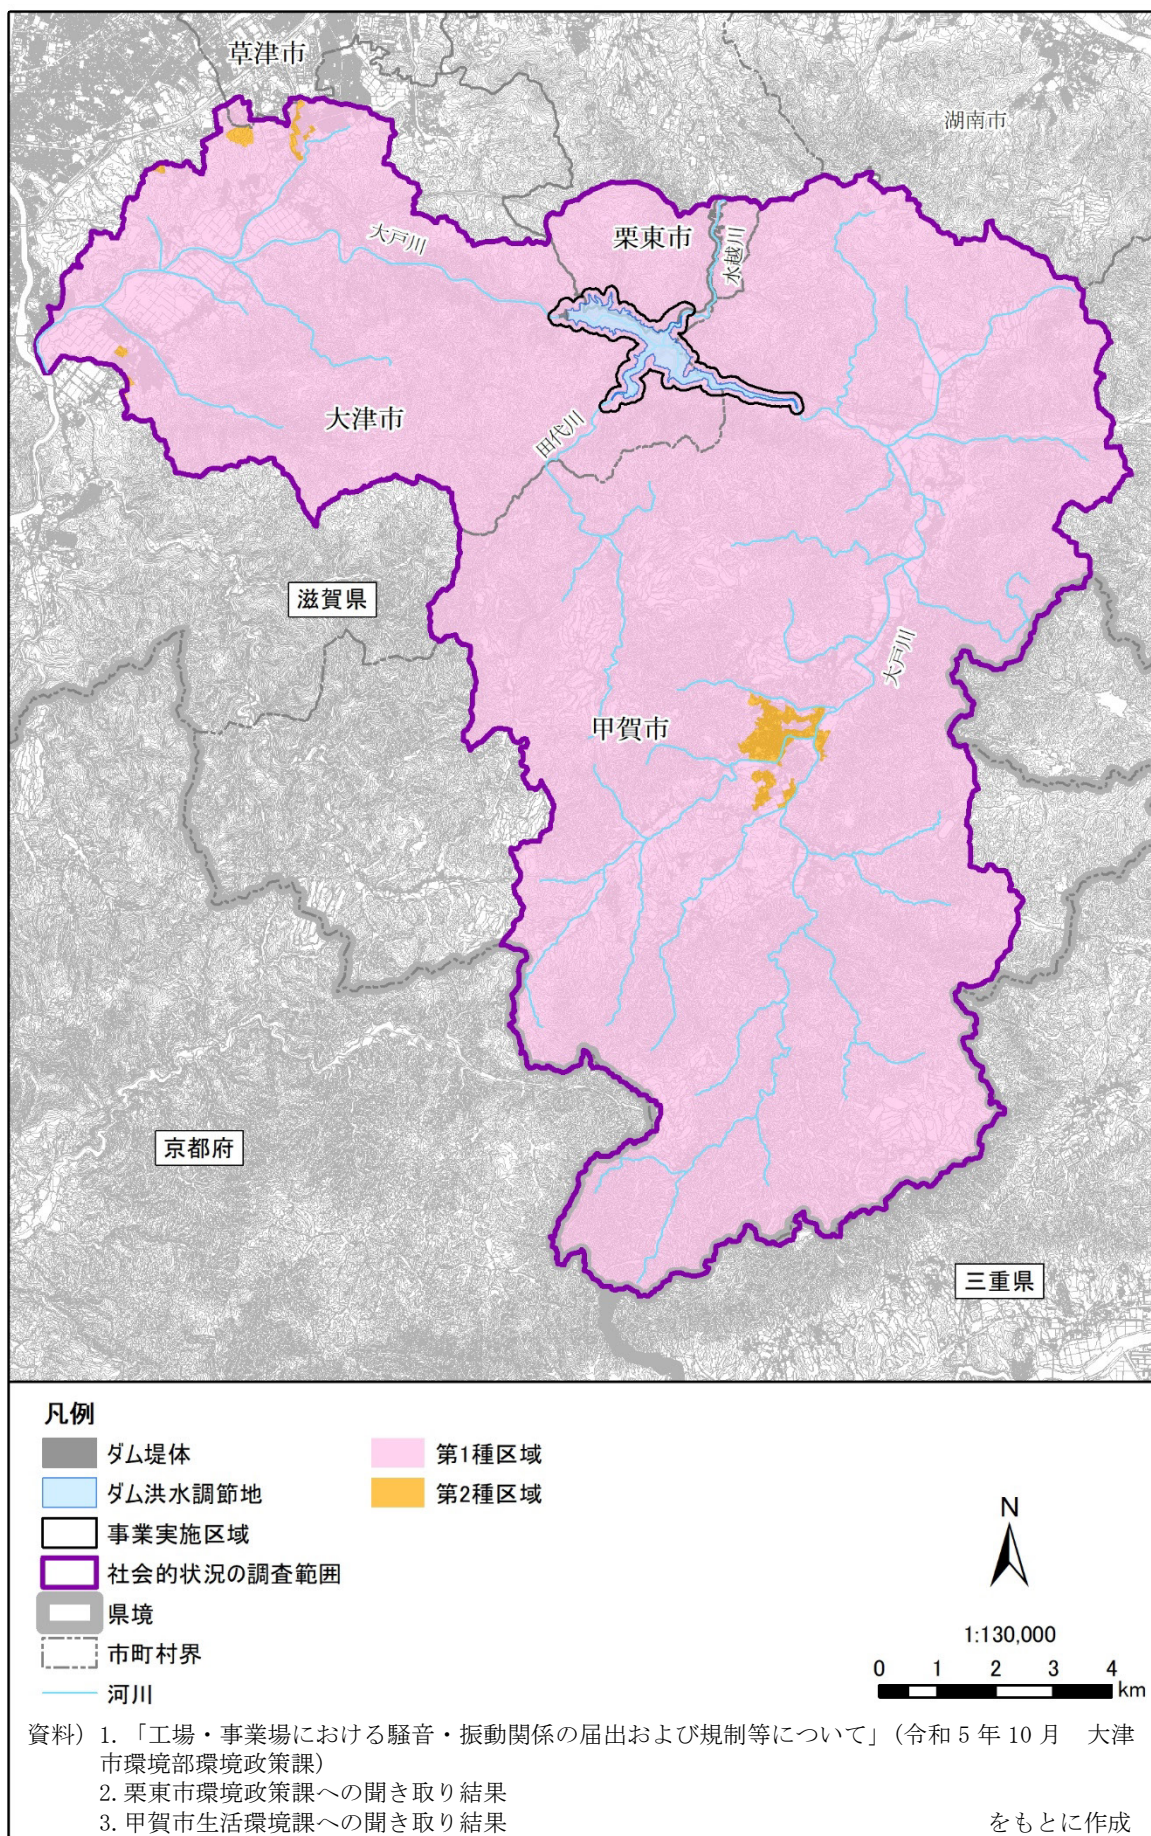 草津市
湖南市
栗東市
水越川
大戸川
大津市
田代川
滋賀県
大戸川
甲賀市
京都府
三重県
凡例
ダム堤体
ダム洪水調節地
事業実施区域
社会的状況の調査範囲
県境
市町村界
河川
第1種区域
第2種区域
N
1:130,000
0 1 2 3 4
km
資料) 1.「工場・事業場における騒音・振動関係の届出および規制等について」(令和5年10月　大津
市環境部環境政策課)
2.栗東市環境政策課への聞き取り結果
3.甲賀市生活環境課への聞き取り結果　をもとに作成